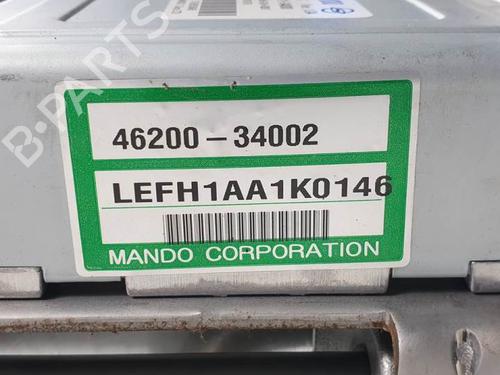 46200-34002
LEFH1AA1K0146
MANDO CORPORATION
B-PARTS